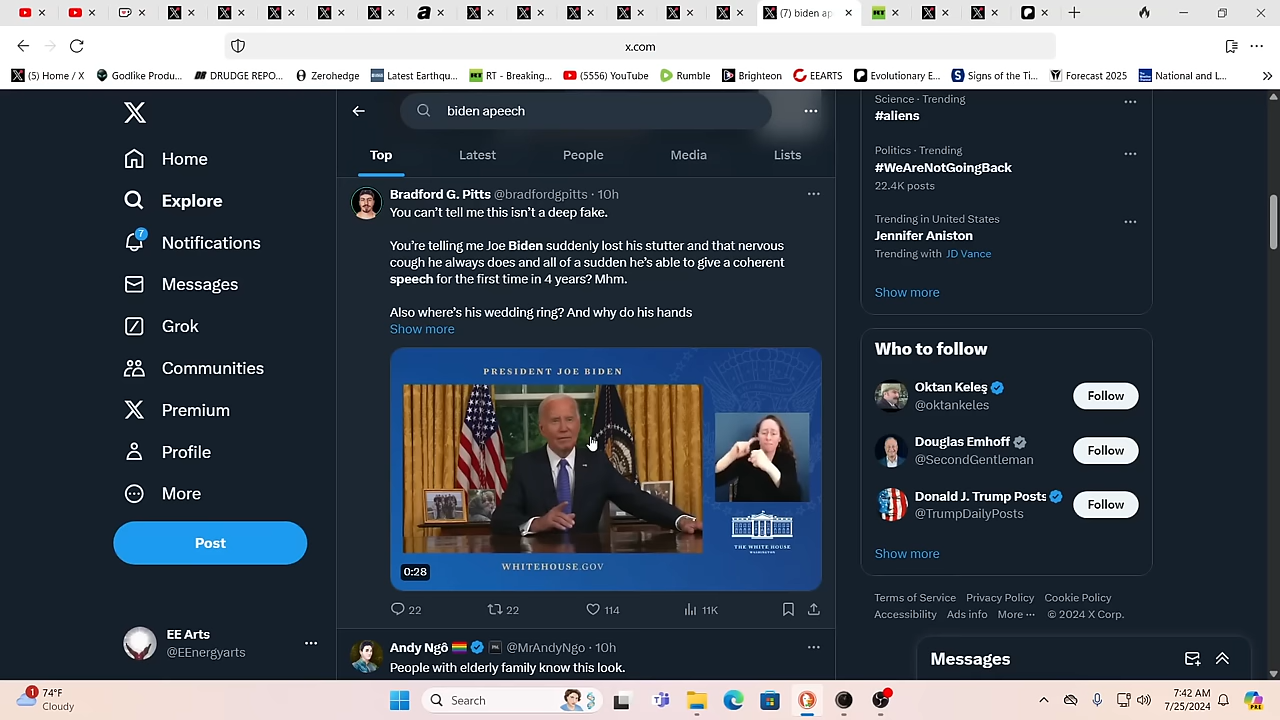 (7) biden ap
x.com
(5) Home / X
Godlike Produ...
DRUDGE REPO...
Zerohedge
Latest Earthqu...
RT - Breaking...
(5556) YouTube
Rumble
Brighteon
EEARTS
Evolutionary E...
Signs of the Ti...
Forecast 2025
National and L...
X
Home
Explore
7
Notifications
Messages
Grok
Communities
Premium
Profile
More
Post
EE Arts
@EEnergyarts
biden apeech
Top
Latest
People
Media
Lists
Bradford G. Pitts @bradfordgpitts · 10h
You can't tell me this isn't a deep fake.
You're telling me Joe Biden suddenly lost his stutter and that nervous
cough he always does and all of a sudden he's able to give a coherent
speech for the first time in 4 years? Mhm.
Also where's his wedding ring? And why do his hands
Show more
PRESIDENT JOE BIDEN
THE WHITE HOUSE
WASHINGTON
WHITEHOUSE.GOV
0:28
22
22
114
11K
Andy Ngô @MrAndyNgo · 10h
People with elderly family know this look.
Science · Trending
#aliens
Politics · Trending
#WeAreNotGoingBack
22.4K posts
Trending in United States
Jennifer Aniston
Trending with JD Vance
Show more
Who to follow
Oktan Keleş
@oktankeles
Follow
Douglas Emhoff
@SecondGentleman
Follow
Donald J. Trump Posts
@TrumpDailyPosts
Follow
Show more
Terms of Service Privacy Policy Cookie Policy
Accessibility Ads info More ··· © 2024 X Corp.
Messages
1
74°F
Cloudy
Search
7:42 AM
7/25/2024